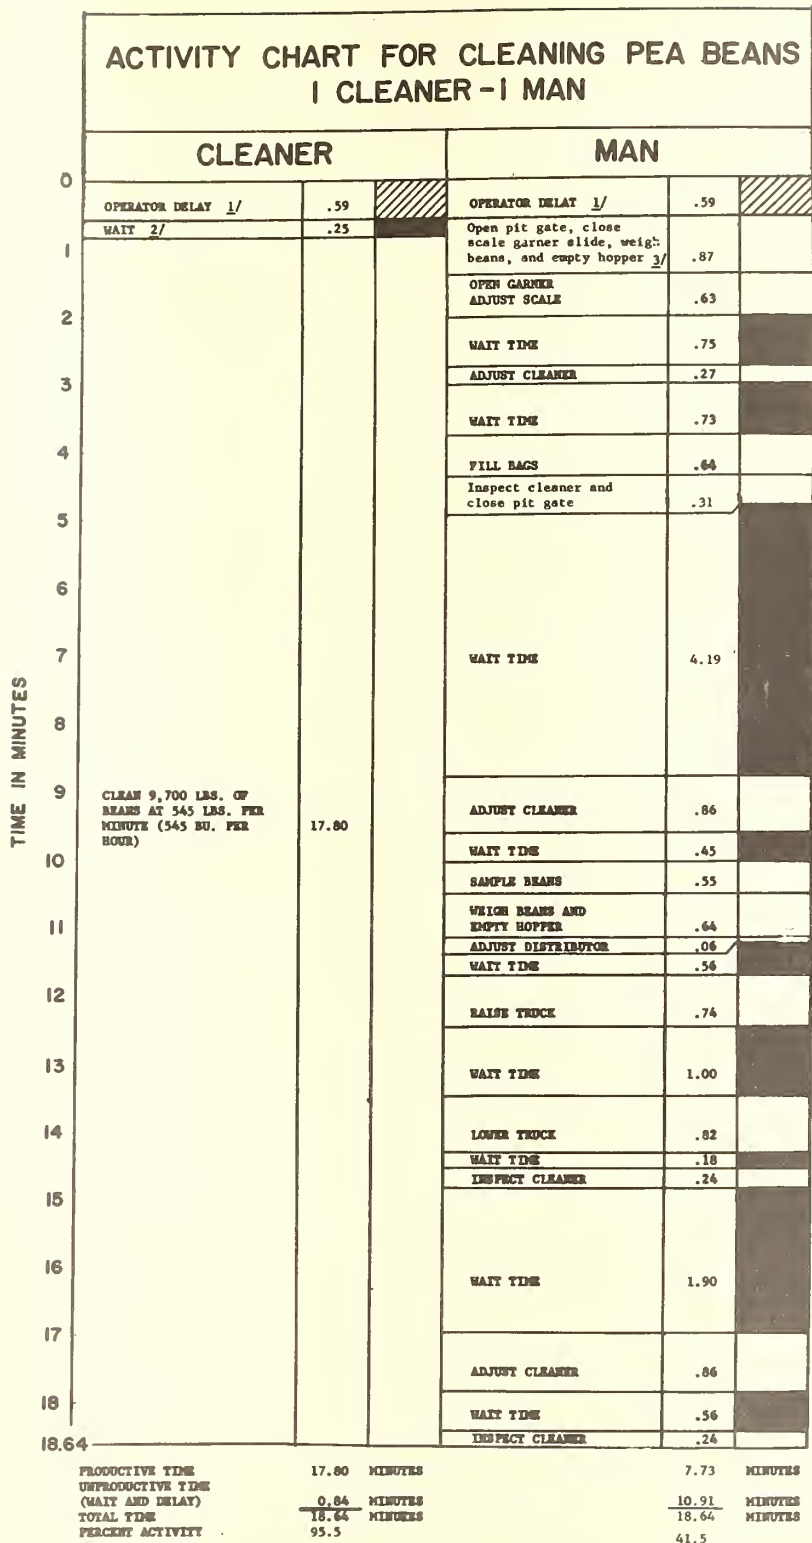 ACTIVITY CHART FOR CLEANING PEA BEANS
1 CLEANER-1 MAN
CLEANER
MAN
0
OPERATOR DELAY 1/ .59
OPERATOR DELAT 1/ .59
WAIT 2/ .25
Open pit gate, close
scale garner slide, weigh
beans, and empty hopper 3/ .87
1
OPEN GARNER
ADJUST SCALE .63
2
WAIT TIME .75
ADJUST CLEANER .27
3
WAIT TIME .73
4
FILL BAGS .64
Inspect cleaner and
close pit gate .31
5
6
WAIT TIME 4.19
7
8
TIME IN MINUTES
9
CLEAN 9,700 LBS. OF
BEANS AT 545 LBS. PER
MINUTE (545 BU. PER
HOUR)
17.80
ADJUST CLEANER .86
WAIT TIME .45
10
SAMPLE BEANS .55
WEIGH BEANS AND
EMPTY HOPPER .64
11
ADJUST DISTRIBUTOR .06
WAIT TIME .56
12
RAISE TRUCK .74
13
WAIT TIME 1.00
14
LOWER TRUCK .82
WAIT TIME .18
INSPECT CLEANER .24
15
16
WAIT TIME 1.90
17
ADJUST CLEANER .86
18
WAIT TIME .56
18.64
INSPECT CLEANER .24
PRODUCTIVE TIME 17.80 MINUTES 7.73 MINUTES
UNPRODUCTIVE TIME
(WAIT AND DELAY) 0.84 MINUTES 10.91 MINUTES
TOTAL TIME 18.64 MINUTES 18.64 MINUTES
PERCENT ACTIVITY 95.5 41.5